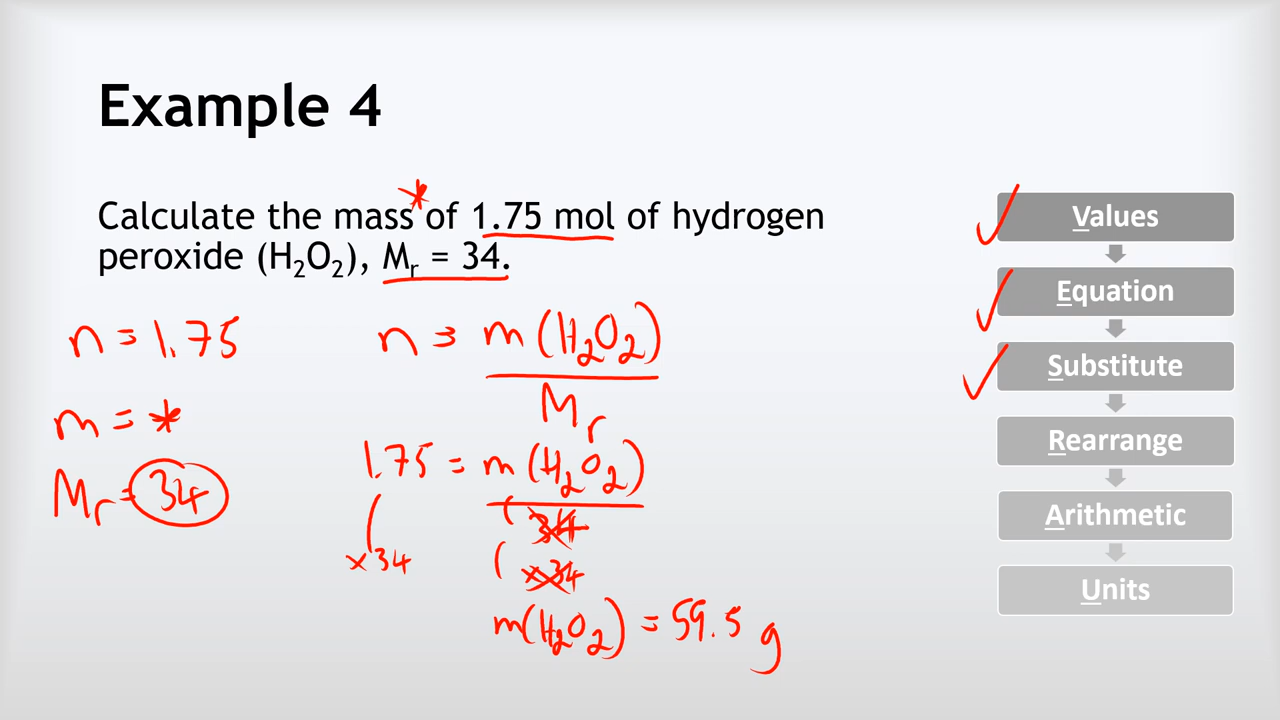 Example 4
Calculate the mass* of 1.75 mol of hydrogen
peroxide (H₂O₂), Mᵣ = 34.
n = 1.75
m = *
Mᵣ = 34
n = m (H₂O₂)
Mᵣ
1.75 = m (H₂O₂)
34
×34
×34
m(H₂O₂) = 59.5 g
Values
Equation
Substitute
Rearrange
Arithmetic
Units